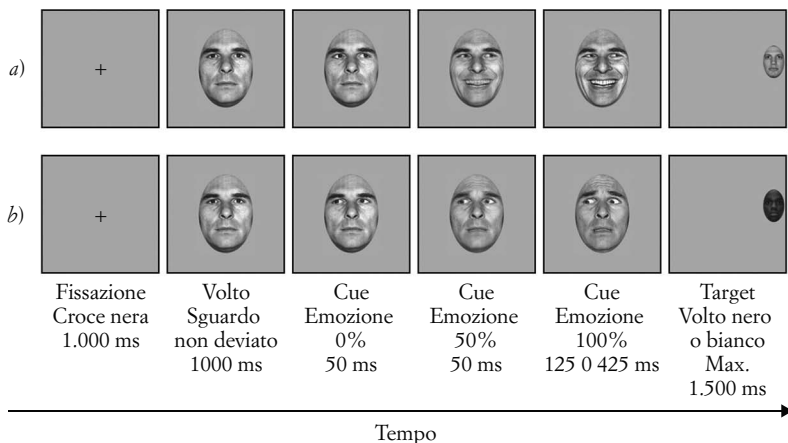 a)
b)
Fissazione
Croce nera
1.000 ms
Volto
Sguardo
non deviato
1000 ms
Cue
Emozione
0%
50 ms
Cue
Emozione
50%
50 ms
Cue
Emozione
100%
125 0 425 ms
Target
Volto nero
o bianco
Max.
1.500 ms
Tempo